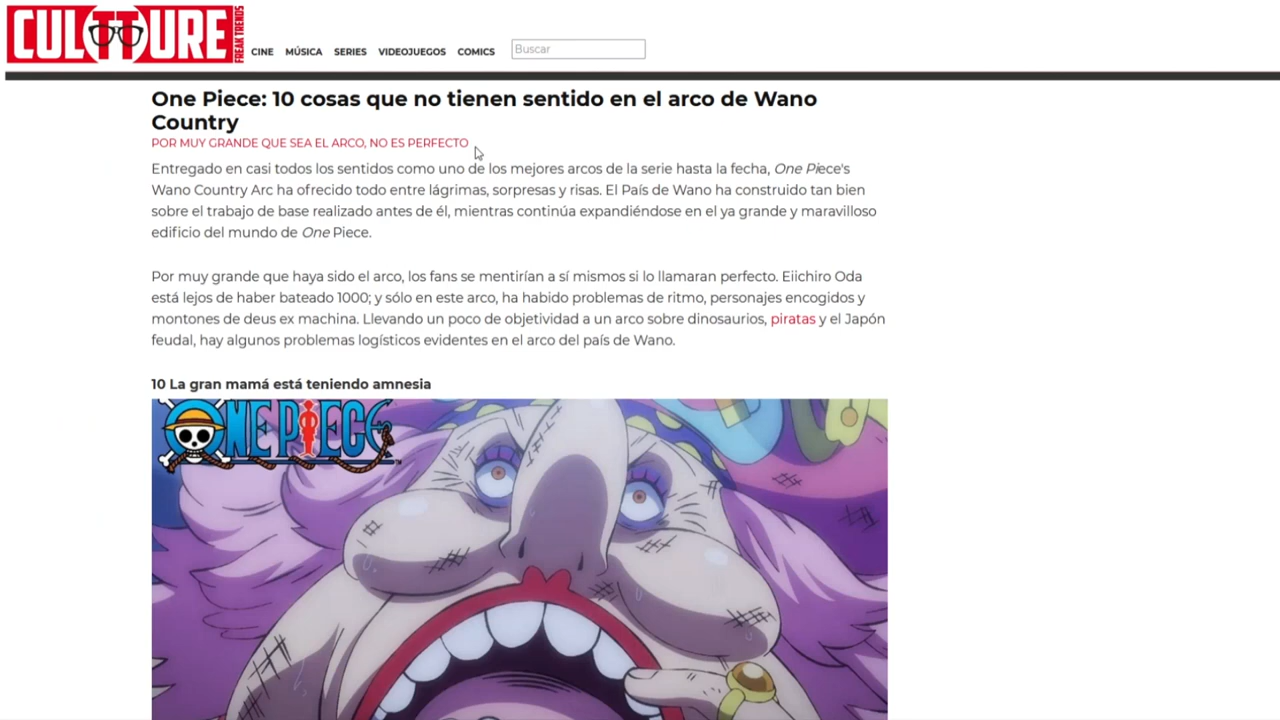 CULTTURE
FREAK TRENDS
CINE MÚSICA SERIES VIDEOJUEGOS COMICS
Buscar
One Piece: 10 cosas que no tienen sentido en el arco de Wano
Country
POR MUY GRANDE QUE SEA EL ARCO, NO ES PERFECTO
Entregado en casi todos los sentidos como uno de los mejores arcos de la serie hasta la fecha, One Piece's
Wano Country Arc ha ofrecido todo entre lágrimas, sorpresas y risas. El País de Wano ha construido tan bien
sobre el trabajo de base realizado antes de él, mientras continúa expandiéndose en el ya grande y maravilloso
edificio del mundo de One Piece.
Por muy grande que haya sido el arco, los fans se mentirían a sí mismos si lo llamaran perfecto. Eiichiro Oda
está lejos de haber bateado 1000; y sólo en este arco, ha habido problemas de ritmo, personajes encogidos y
montones de deus ex machina. Llevando un poco de objetividad a un arco sobre dinosaurios, piratas y el Japón
feudal, hay algunos problemas logísticos evidentes en el arco del país de Wano.
10 La gran mamá está teniendo amnesia
ONE PIECE